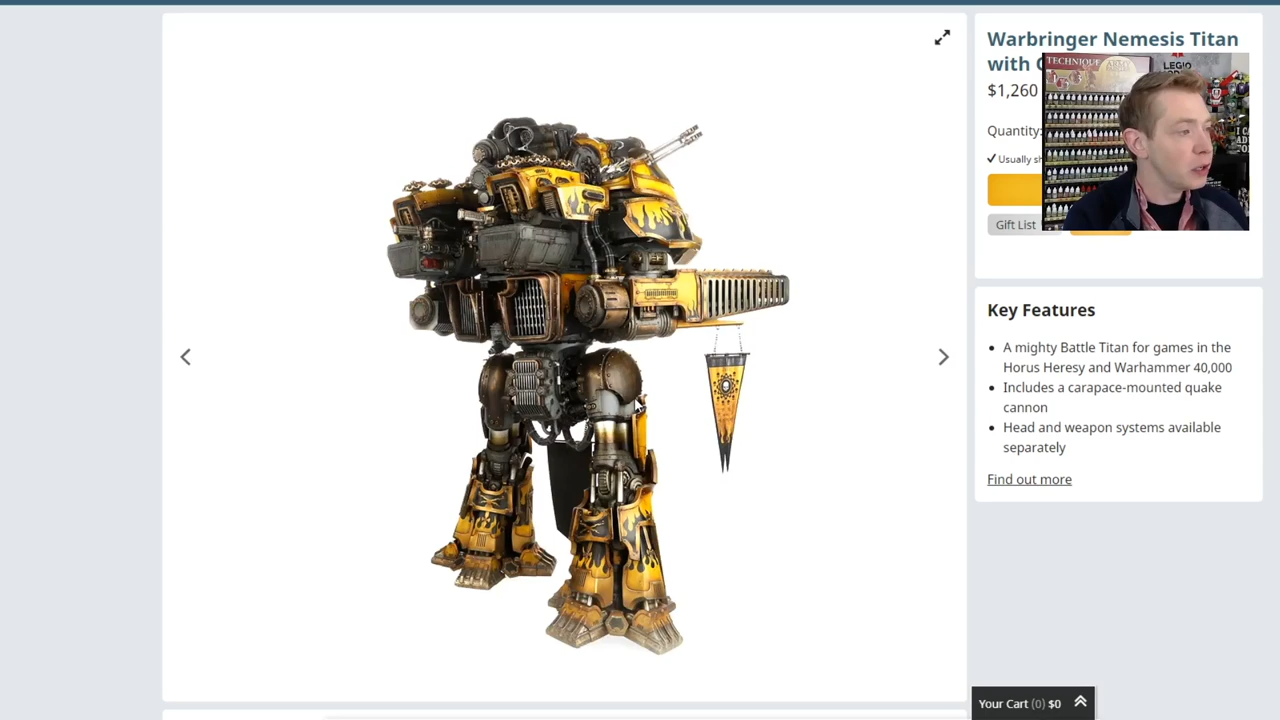 Warbringer Nemesis Titan
with
$1,260
Quantity:
Usually
TECHNIQUE
LEGIO
Gift List
Key Features
A mighty Battle Titan for games in the
Horus Heresy and Warhammer 40,000
Includes a carapace-mounted quake
cannon
Head and weapon systems available
separately
Find out more
Your Cart (0) $0